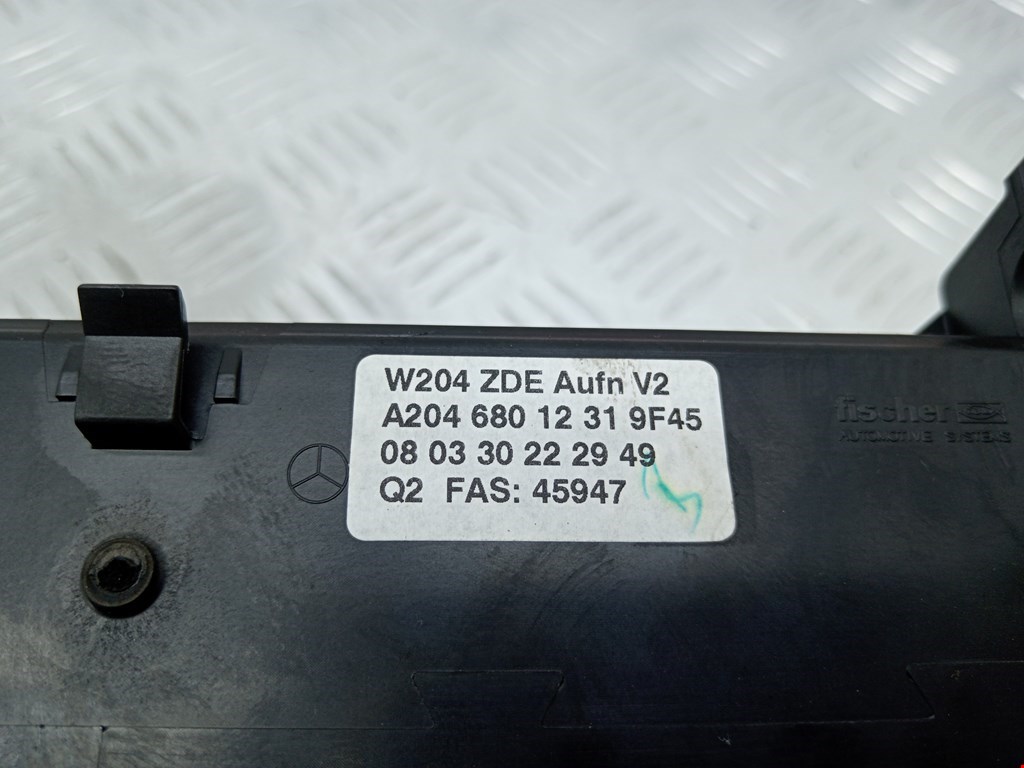 W204 ZDE Aufn V2
A204 680 12 31 9F45
08 03 30 22 29 49
Q2 FAS: 45947
fischer
AUTOMOTIVE SYSTEMS